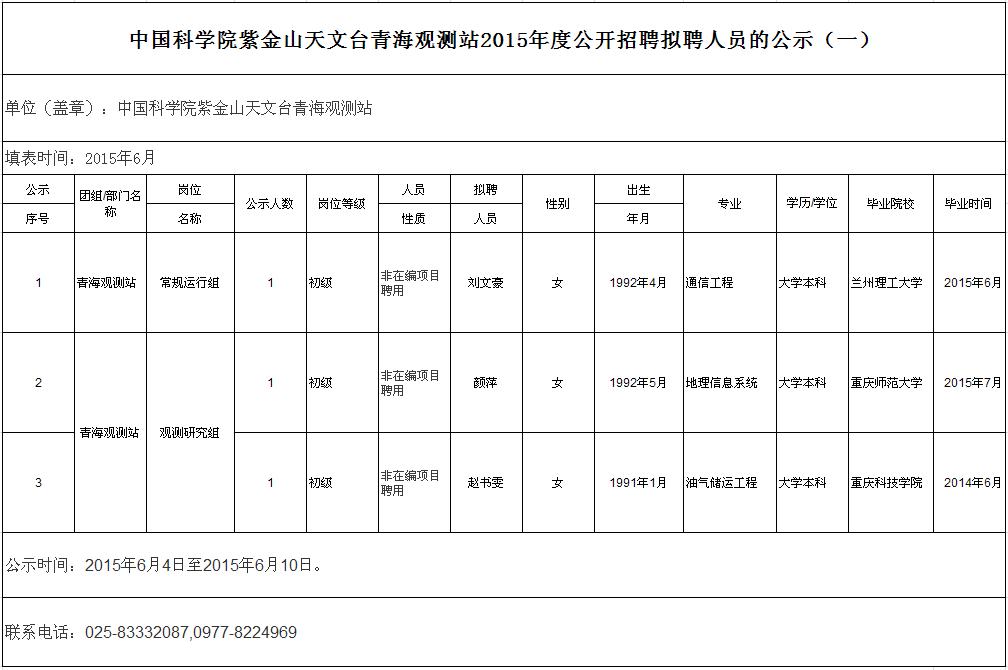 中国科学院紫金山天文台青海观测站2015年度公开招聘拟聘人员的公示（一）
单位（盖章）：中国科学院紫金山天文台青海观测站
填表时间：2015年6月
公示 序号 团组/部门名称 岗位 名称 公示人数 岗位等级 人员 性质 拟聘 人员 性别 出生 年月 专业 学历/学位 毕业院校 毕业时间
1 青海观测站 常规运行组 1 初级 非在编项目聘用 刘文豪 女 1992年4月 通信工程 大学本科 兰州理工大学 2015年6月
2 青海观测站 观测研究组 1 初级 非在编项目聘用 颜萍 女 1992年5月 地理信息系统 大学本科 重庆师范大学 2015年7月
3 1 初级 非在编项目聘用 赵书雯 女 1991年1月 油气储运工程 大学本科 重庆科技学院 2014年6月
公示时间：2015年6月4日至2015年6月10日。
联系电话：025-83332087,0977-8224969